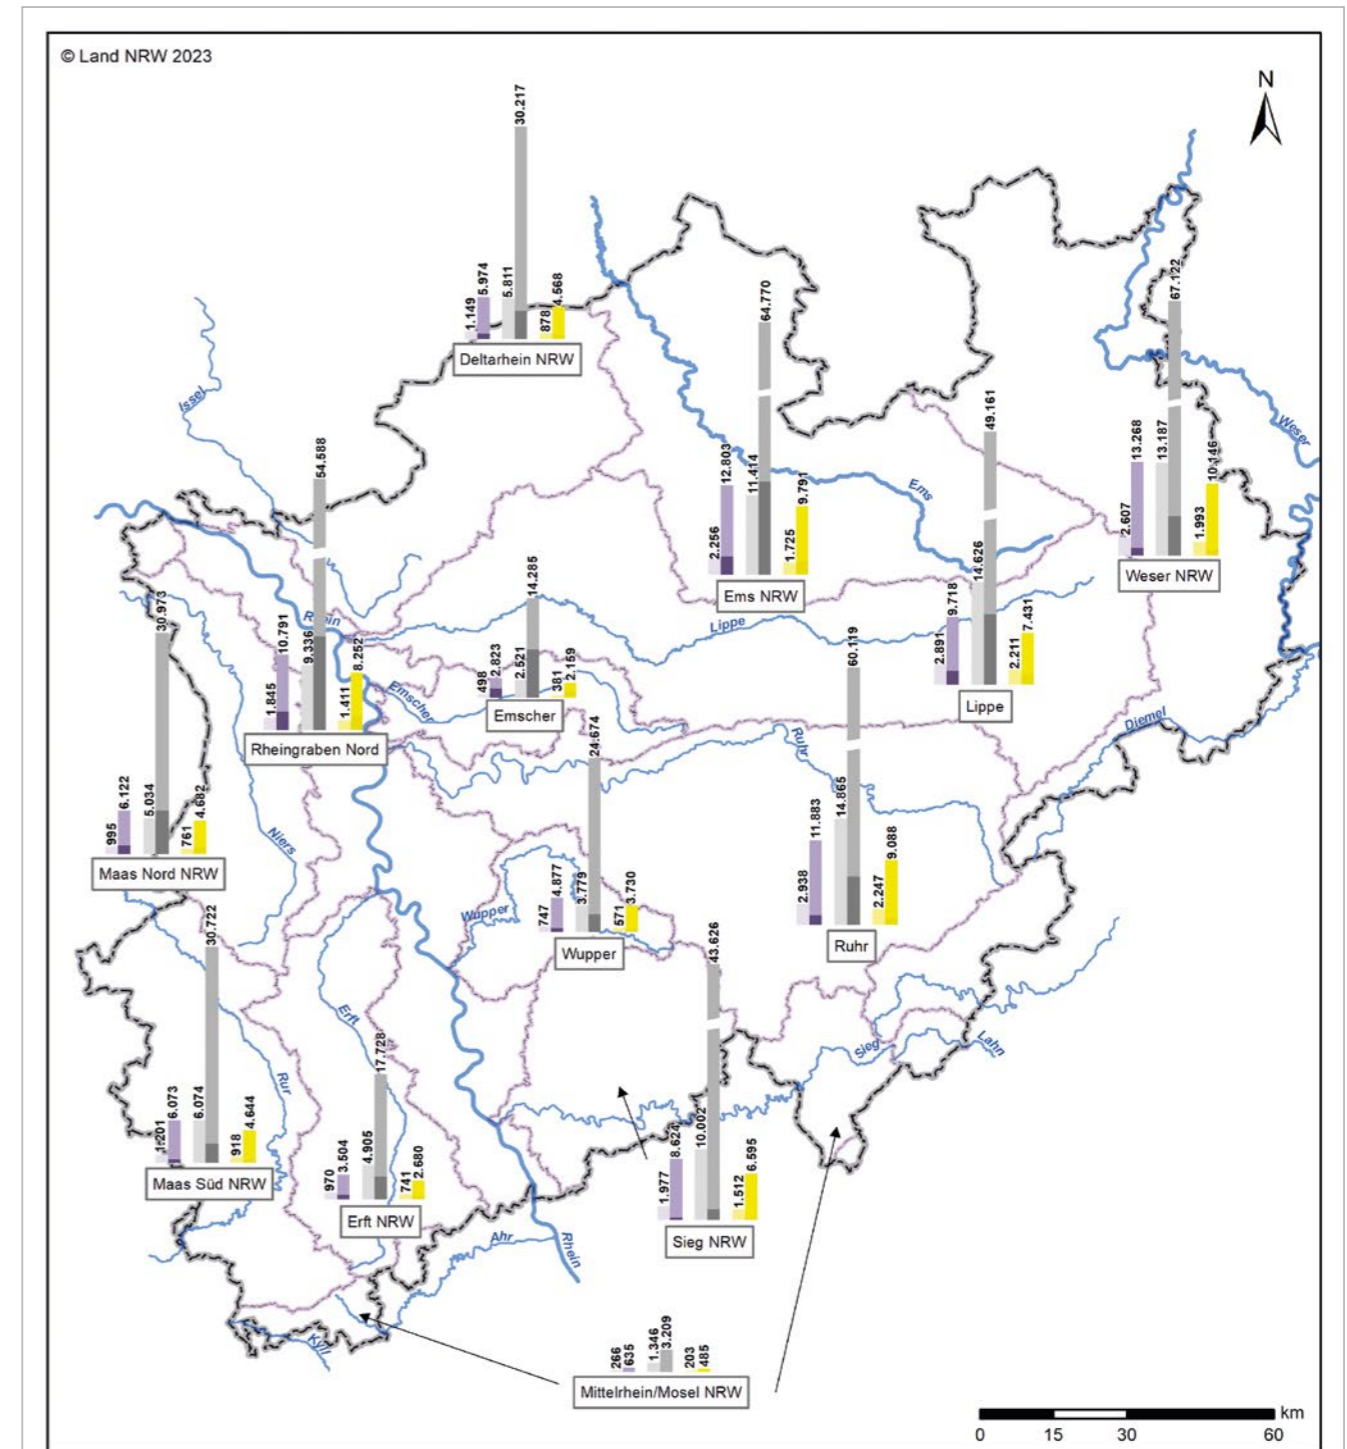 © Land NRW 2023
N
30.217
1.149
5.974
5.811
878
4.568
Deltarhein NRW
64.770
2.256
12.803
11.414
1.725
9.791
Ems NRW
67.122
2.607
13.268
13.187
1.993
10.146
Weser NRW
49.161
2.891
9.718
14.626
2.211
7.431
Lippe
54.588
1.845
10.791
9.336
1.411
8.252
Rheingraben Nord
14.285
498
2.823
2.521
381
2.159
Emscher
30.973
995
6.122
5.034
761
4.682
Maas Nord NRW
24.674
747
4.877
3.779
571
3.730
Wupper
60.119
2.938
11.883
14.865
2.247
9.088
Ruhr
30.722
1.201
6.073
6.074
918
4.644
Maas Süd NRW
17.728
970
3.504
4.905
741
2.680
Erft NRW
43.626
1.977
8.624
10.002
1.512
6.595
Sieg NRW
266
635
1.346
3.209
203
485
Mittelrhein/Mosel NRW
Issel
Ems
Weser
Rhein
Lippe
Emscher
Ruhr
Diemel
Niers
Wupper
Erft
Rur
Sieg
Lahn
Ahr
Rhein
Kyll
km
0
15
30
60